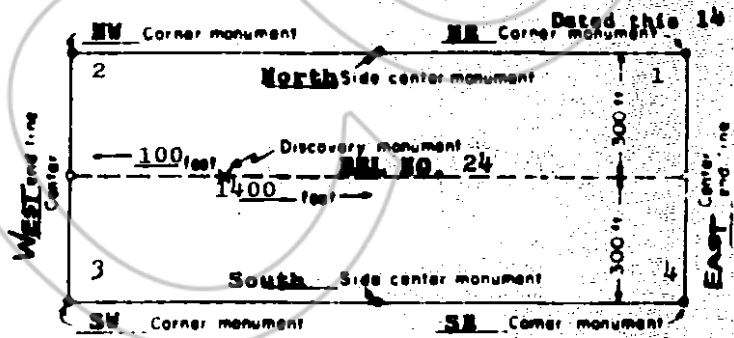 Dated this 14
NW Corner monument NE Corner monument
2 1
North Side center monument
300 ft
100 feet Discovery monument
NO. 24
1400 feet
WEST end line
Center
EAST end line
Center
300 ft
3 4
South Side center monument
SW Corner monument SE Corner monument